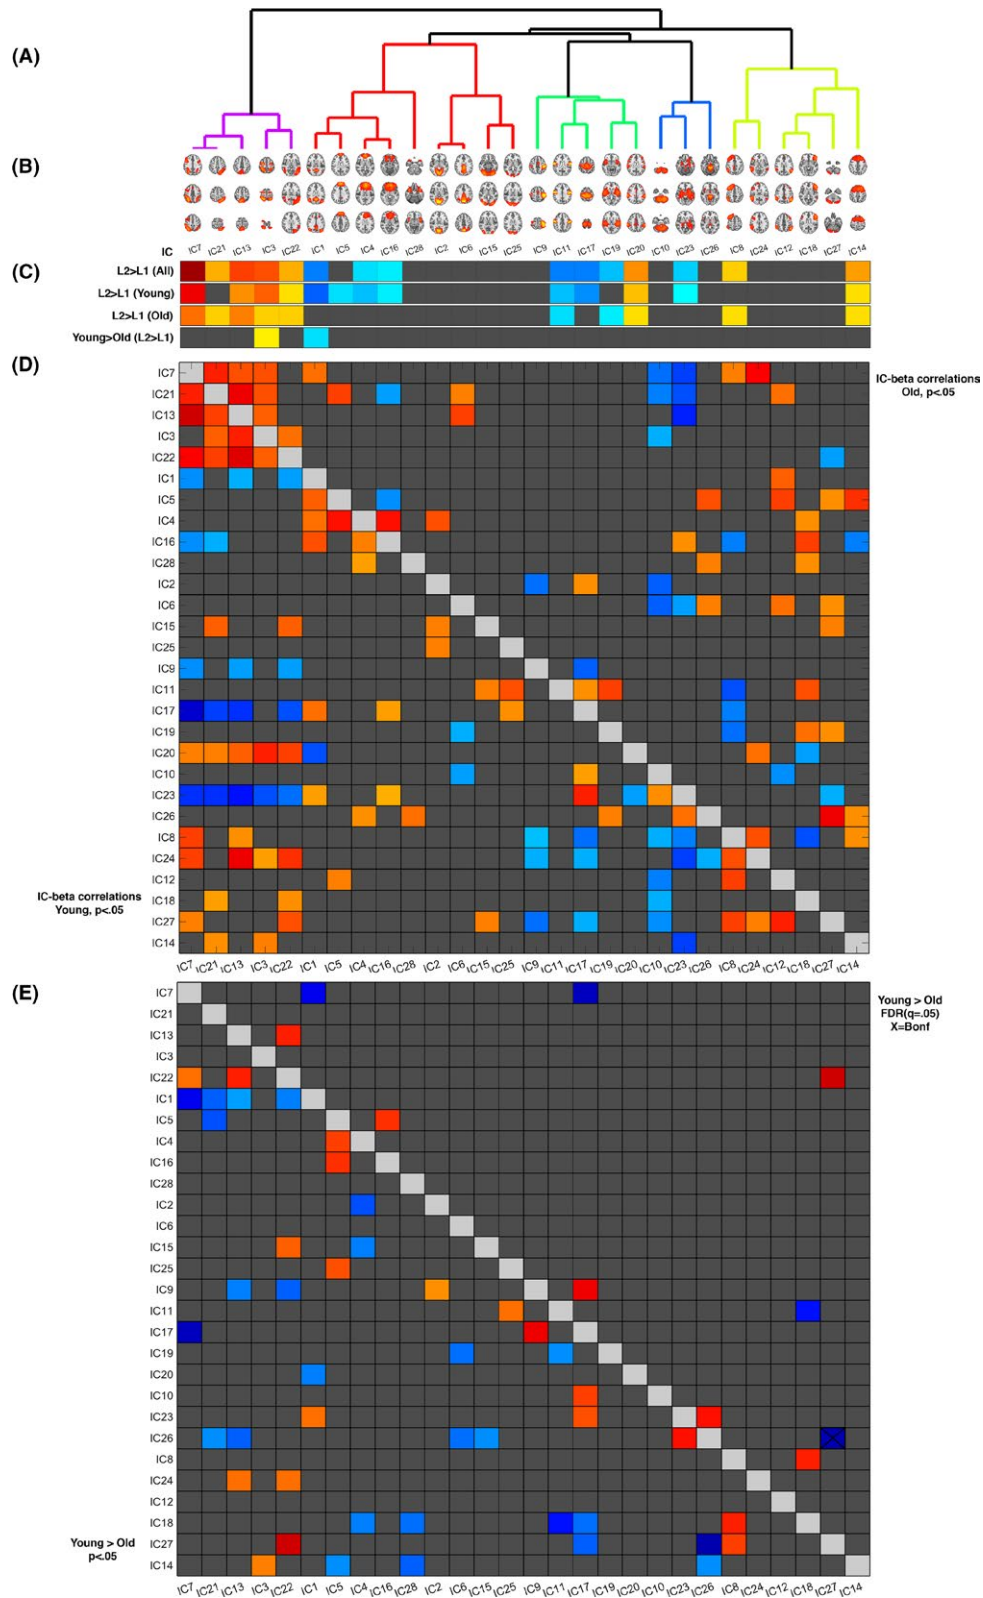 (A)
(B)
IC IC7 IC21 IC13 IC3 IC22 IC1 IC5 IC4 IC16 IC28 IC2 IC6 IC15 IC25 IC9 IC11 IC17 IC19 IC20 IC10 IC23 IC26 IC8 IC24 IC12 IC18 IC27 IC14
(C)
L2>L1 (All)
L2>L1 (Young)
L2>L1 (Old)
Young>Old (L2>L1)
(D)
IC-beta correlations
Old, p<.05
IC7
IC21
IC13
IC3
IC22
IC1
IC5
IC4
IC16
IC28
IC2
IC6
IC15
IC25
IC9
IC11
IC17
IC19
IC20
IC10
IC23
IC26
IC8
IC24
IC12
IC18
IC27
IC14
IC-beta correlations
Young, p<.05
IC7 IC21 IC13 IC3 IC22 IC1 IC5 IC4 IC16 IC28 IC2 IC6 IC15 IC25 IC9 IC11 IC17 IC19 IC20 IC10 IC23 IC26 IC8 IC24 IC12 IC18 IC27 IC14
(E)
Young > Old
FDR(q=.05)
X=Bonf
IC7
IC21
IC13
IC3
IC22
IC1
IC5
IC4
IC16
IC28
IC2
IC6
IC15
IC25
IC9
IC11
IC17
IC19
IC20
IC10
IC23
IC26
IC8
IC24
IC12
IC18
IC27
IC14
Young > Old
p<.05
IC7 IC21 IC13 IC3 IC22 IC1 IC5 IC4 IC16 IC28 IC2 IC6 IC15 IC25 IC9 IC11 IC17 IC19 IC20 IC10 IC23 IC26 IC8 IC24 IC12 IC18 IC27 IC14